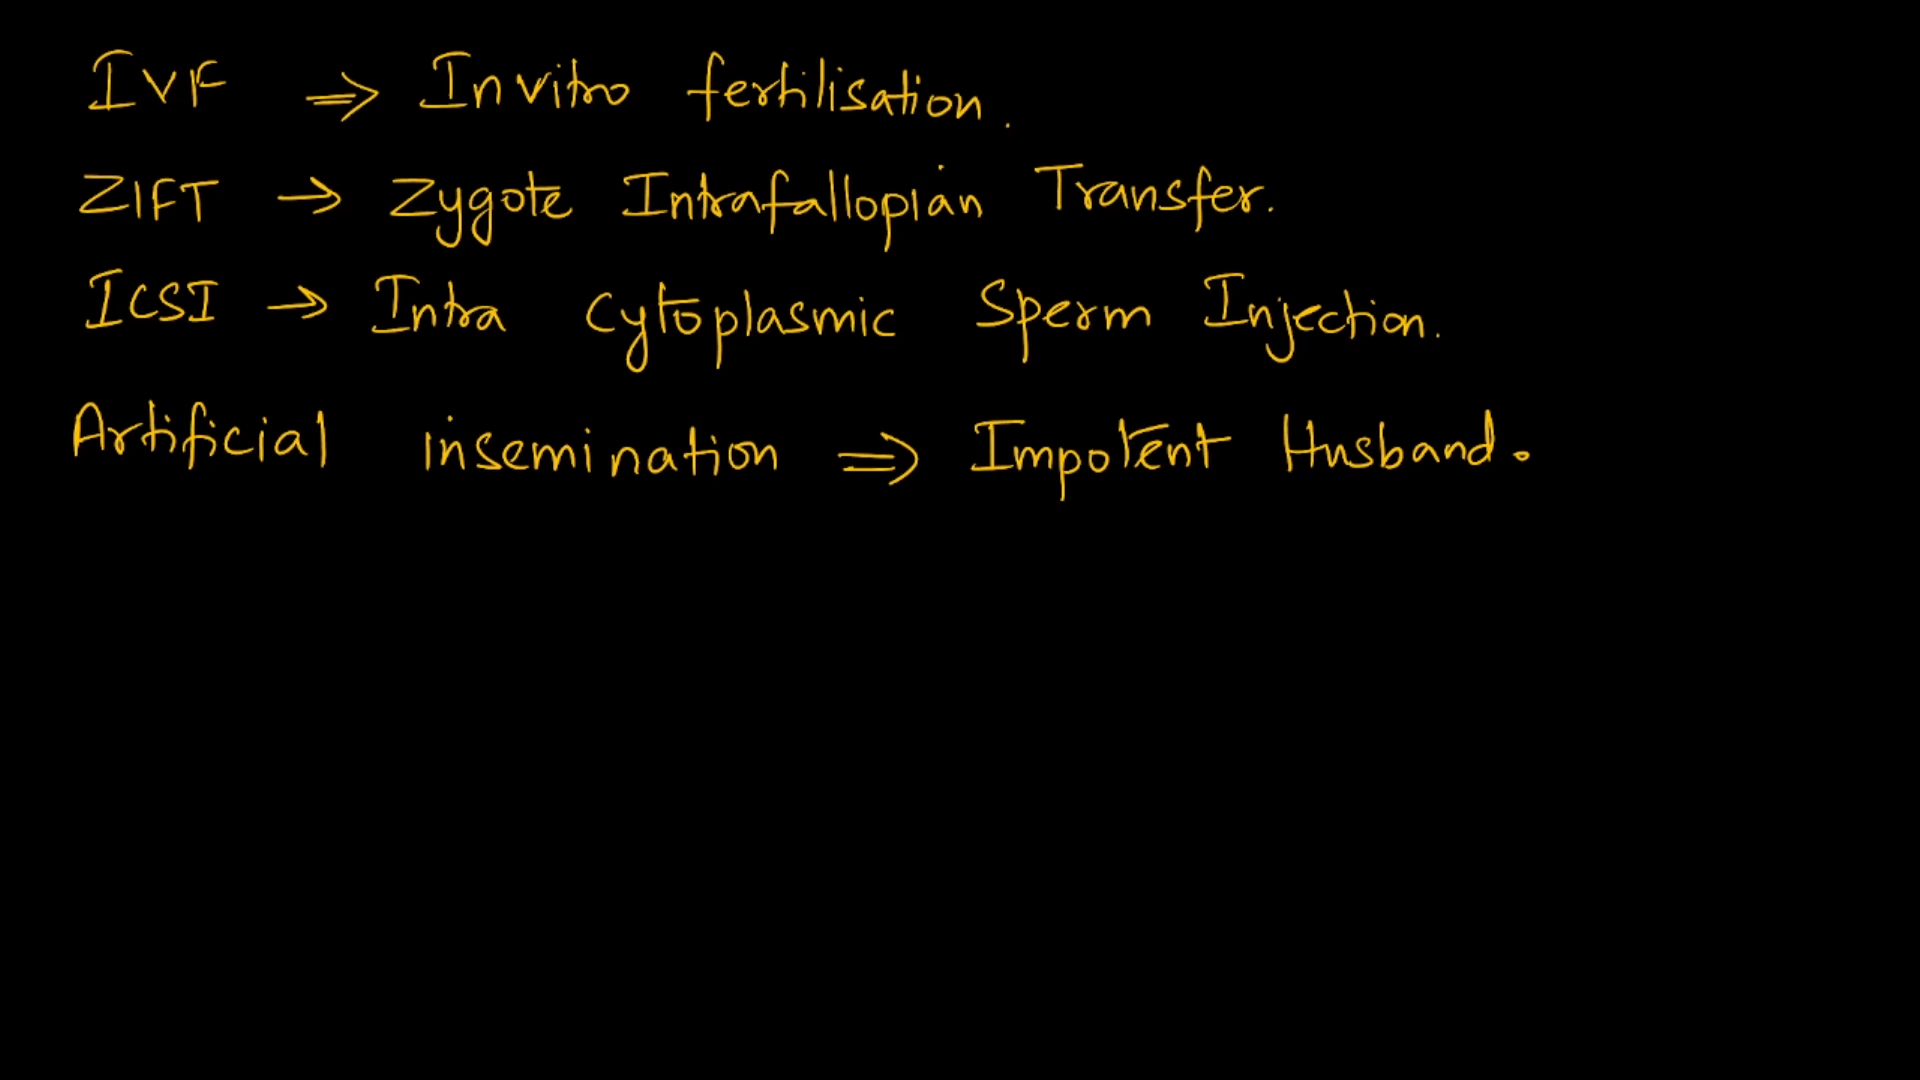 IVF ⇒ Invitro fertilisation.
ZIFT → Zygote Intrafallopian Transfer.
ICSI → Intra Cytoplasmic Sperm Injection.
Artificial insemination ⇒ Impotent Husband.